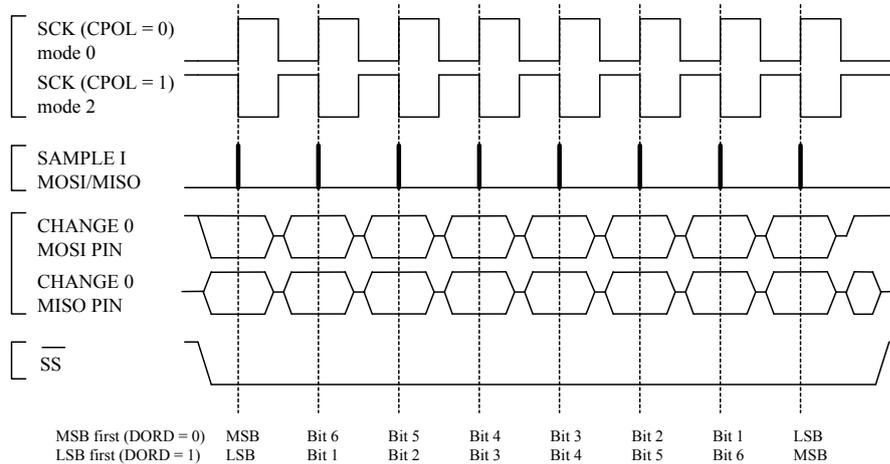 SCK (CPOL = 0)
mode 0
SCK (CPOL = 1)
mode 2
SAMPLE I
MOSI/MISO
CHANGE 0
MOSI PIN
CHANGE 0
MISO PIN
SS
MSB first (DORD = 0) MSB Bit 6 Bit 5 Bit 4 Bit 3 Bit 2 Bit 1 LSB
LSB first (DORD = 1) LSB Bit 1 Bit 2 Bit 3 Bit 4 Bit 5 Bit 6 MSB